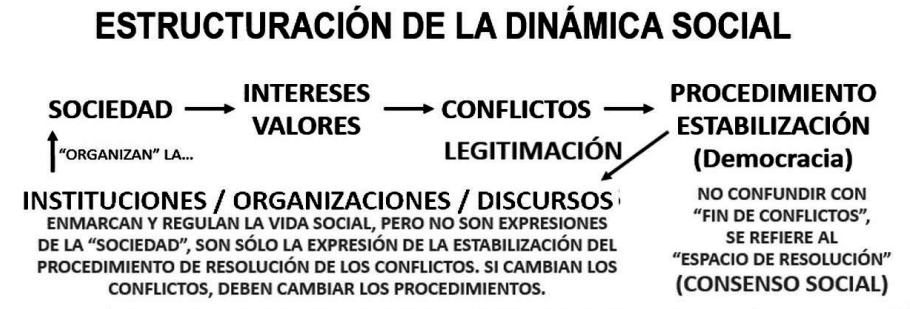 ESTRUCTURACIÓN DE LA DINÁMICA SOCIAL
SOCIEDAD
INTERESES
VALORES
CONFLICTOS
PROCEDIMIENTO
ESTABILIZACIÓN
(Democracia)
"ORGANIZAN" LA...
LEGITIMACIÓN
INSTITUCIONES / ORGANIZACIONES / DISCURSOS
ENMARCAN Y REGULAN LA VIDA SOCIAL, PERO NO SON EXPRESIONES
DE LA "SOCIEDAD", SON SÓLO LA EXPRESIÓN DE LA ESTABILIZACIÓN DEL
PROCEDIMIENTO DE RESOLUCIÓN DE LOS CONFLICTOS. SI CAMBIAN LOS
CONFLICTOS, DEBEN CAMBIAR LOS PROCEDIMIENTOS.
NO CONFUNDIR CON
"FIN DE CONFLICTOS",
SE REFIERE AL
"ESPACIO DE RESOLUCIÓN"
(CONSENSO SOCIAL)